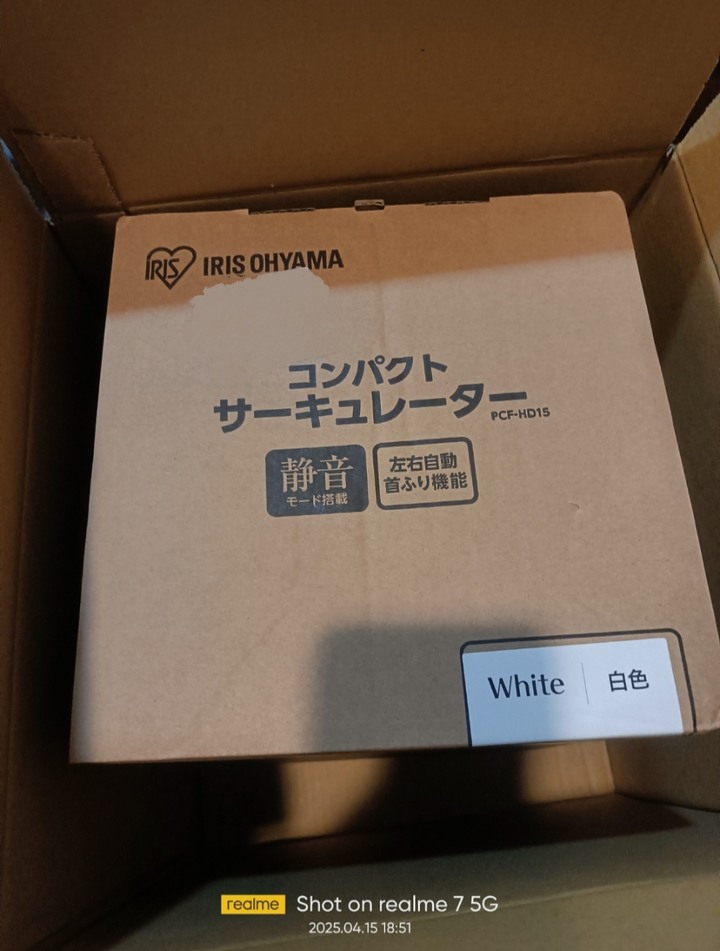 IRIS IRIS OHYAMA
コンパクト
サーキュレーター PCF-HD15
静音
モード搭載
左右自動
首ふり機能
White 白色
realme Shot on realme 7 5G
2025.04.15 18:51